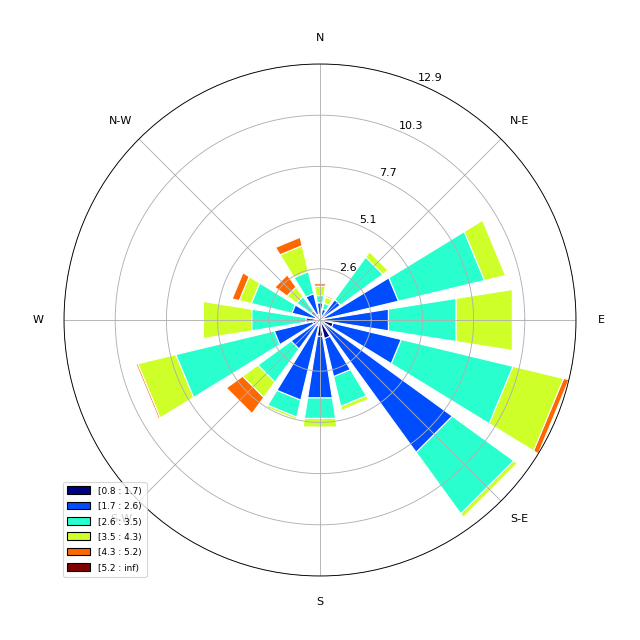 N
12.9
N-W
10.3
N-E
7.7
5.1
2.6
W
E
[0.8 : 1.7)
[1.7 : 2.6)
[2.6 : 3.5)
[3.5 : 4.3)
[4.3 : 5.2)
[5.2 : inf)
S-W
S-E
S